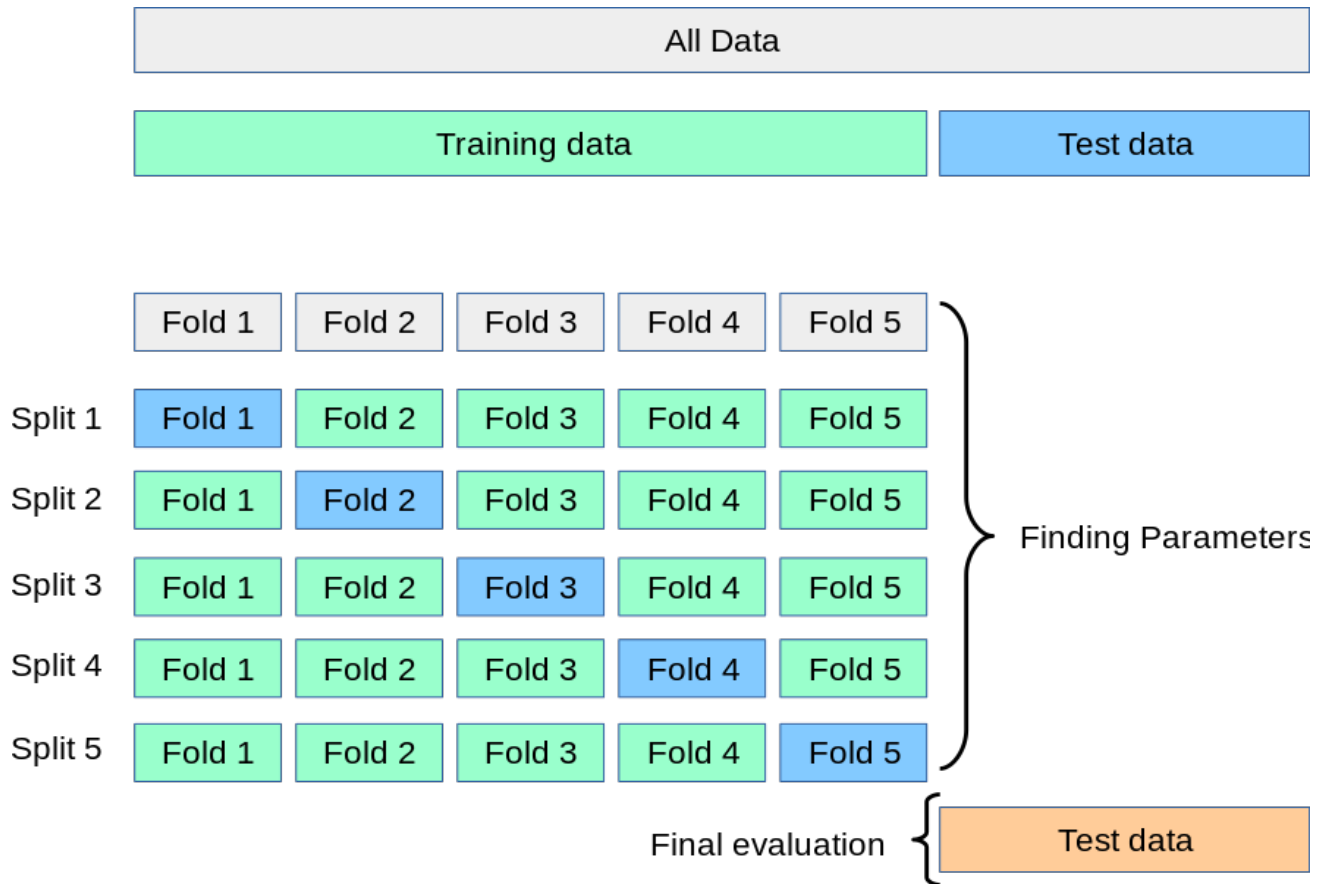 All Data
Training data Test data
Fold 1 Fold 2 Fold 3 Fold 4 Fold 5
Split 1 Fold 1 Fold 2 Fold 3 Fold 4 Fold 5
Split 2 Fold 1 Fold 2 Fold 3 Fold 4 Fold 5
Finding Parameters
Split 3 Fold 1 Fold 2 Fold 3 Fold 4 Fold 5
Split 4 Fold 1 Fold 2 Fold 3 Fold 4 Fold 5
Split 5 Fold 1 Fold 2 Fold 3 Fold 4 Fold 5
Final evaluation Test data